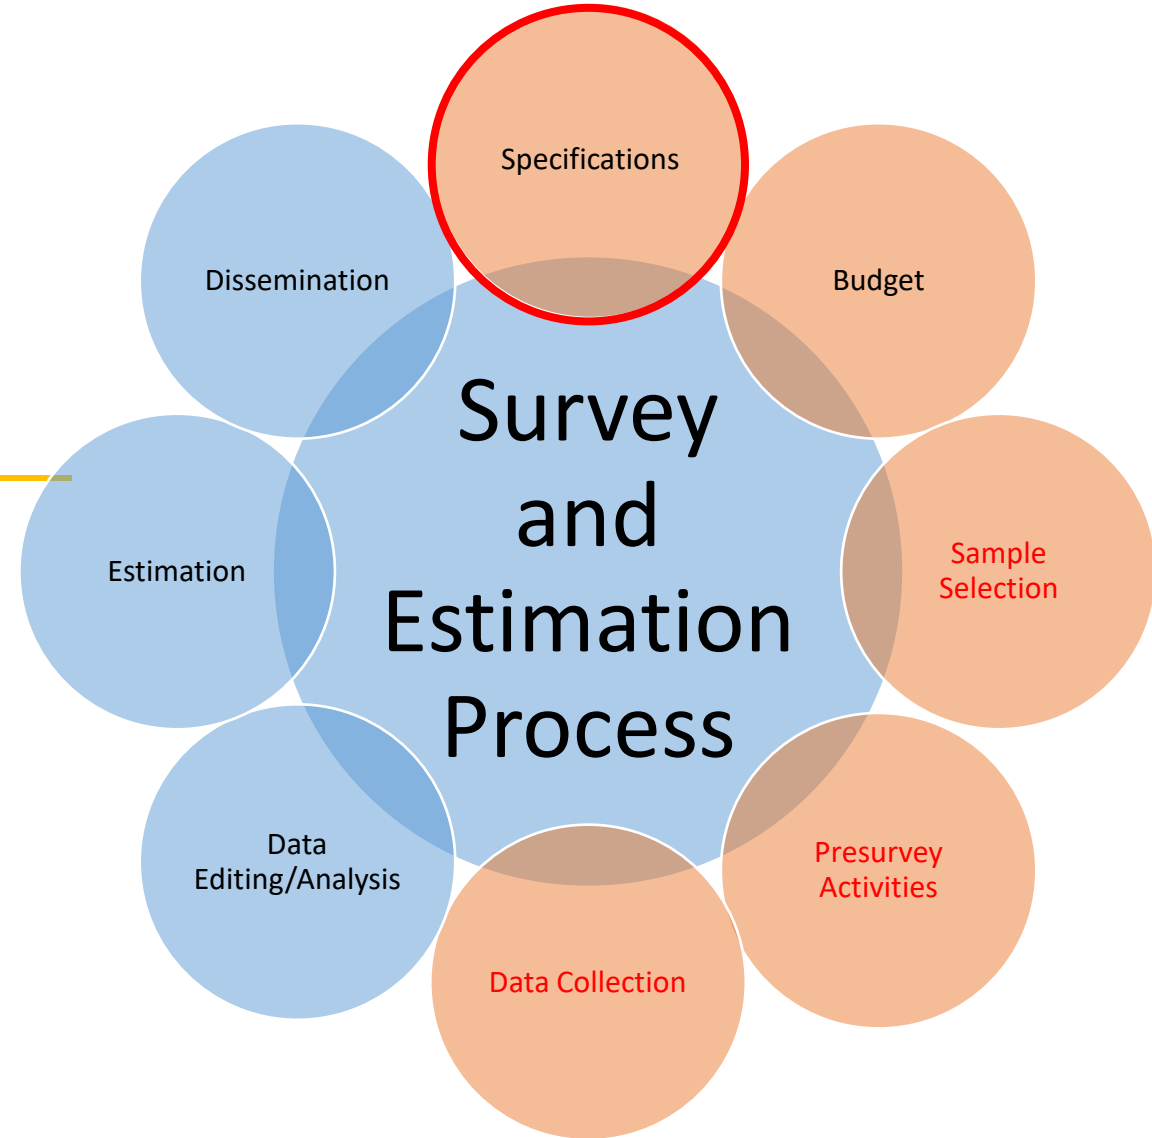 Specifications
Budget
Sample
Selection
Presurvey
Activities
Data Collection
Data
Editing/Analysis
Estimation
Dissemination
Survey
and
Estimation
Process